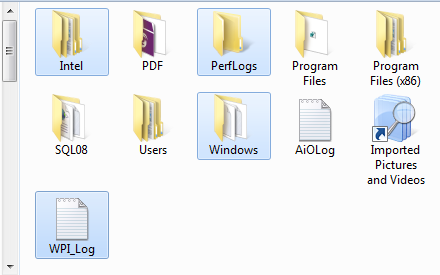 Intel
PDF
PerfLogs
Program
Files
Program
Files (x86)
SQL08
Users
Windows
AiOLog
Imported
Pictures
and Videos
WPI_Log